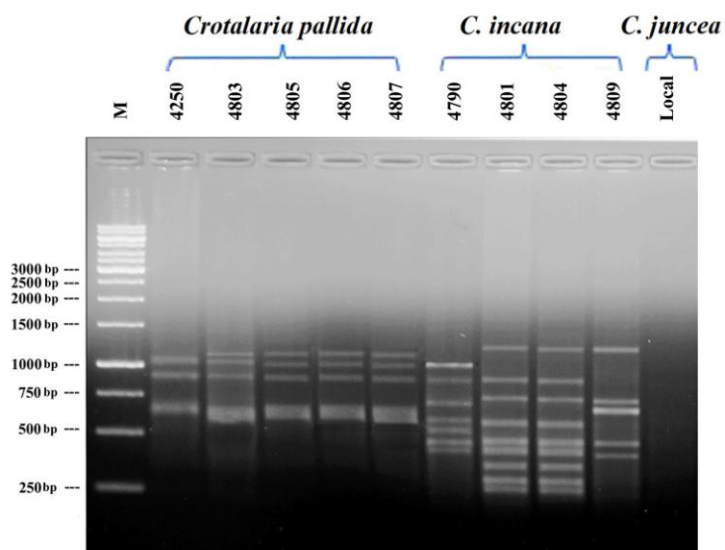 Crotalaria pallida C. incana C. juncea
M 4250 4803 4805 4806 4807 4790 4801 4804 4809 Local
3000 bp ---
2500 bp ---
2000 bp ---
1500 bp ---
1000 bp ---
750 bp ---
500 bp ---
250 bp ---